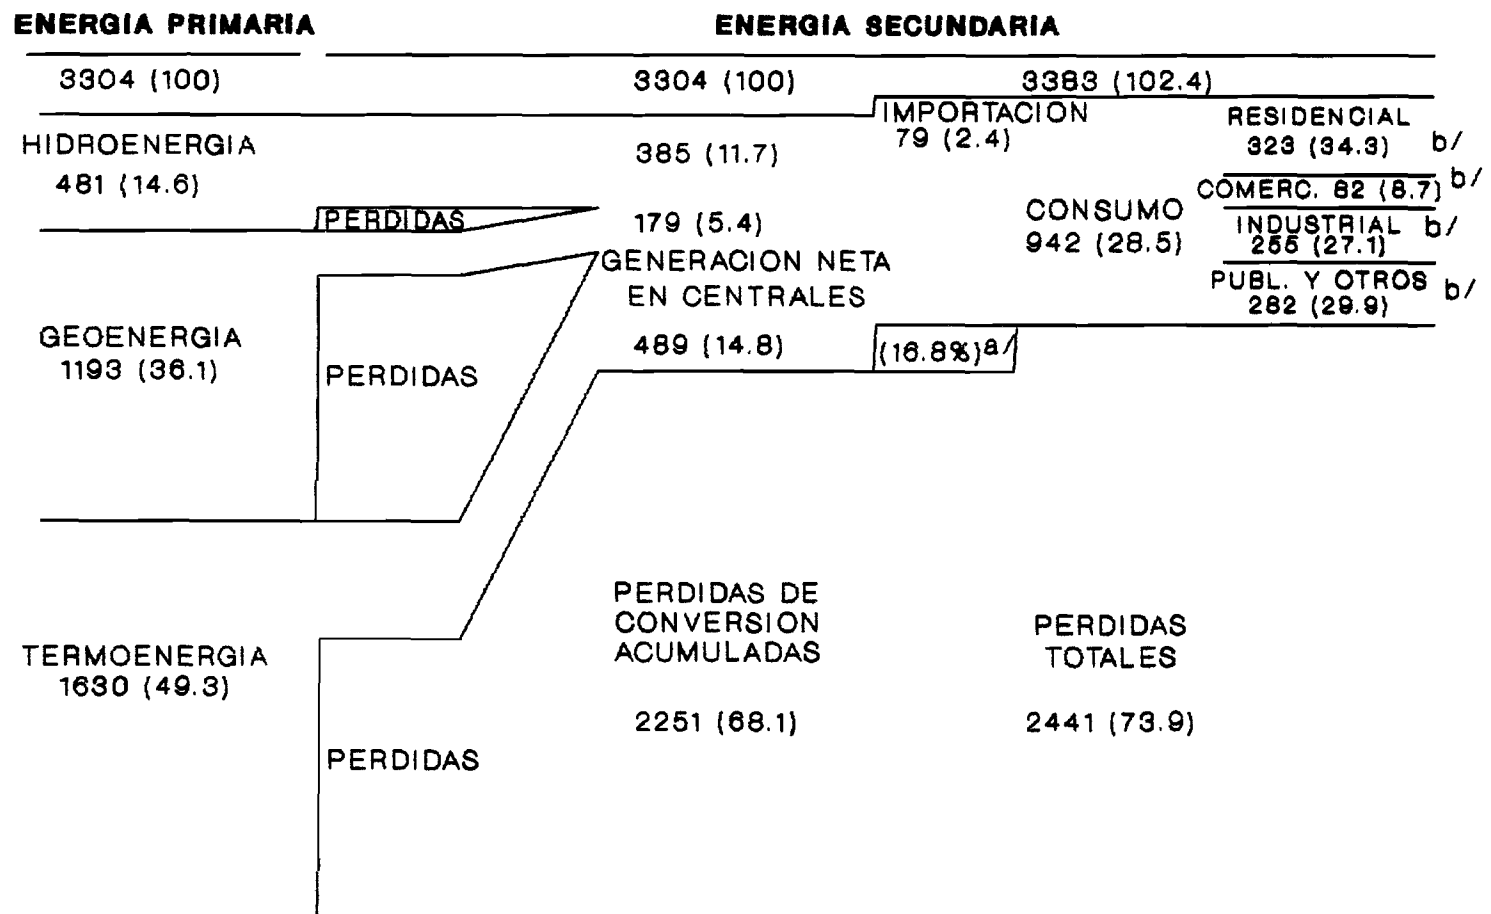 ENERGIA PRIMARIA
ENERGIA SECUNDARIA
3304 (100)
3304 (100)
3383 (102.4)
HIDROENERGIA
481 (14.6)
PERDIDAS
GEOENERGIA
1193 (36.1)
PERDIDAS
TERMOENERGIA
1630 (49.3)
PERDIDAS
385 (11.7)
179 (5.4)
GENERACION NETA
EN CENTRALES
489 (14.8)
PERDIDAS DE
CONVERSION
ACUMULADAS
2251 (68.1)
IMPORTACION
79 (2.4)
(16.8%)a/
CONSUMO
942 (28.5)
PERDIDAS
TOTALES
2441 (73.9)
RESIDENCIAL
323 (34.3) b/
COMERC. 82 (8.7) b/
INDUSTRIAL b/
255 (27.1)
PUBL. Y OTROS b/
282 (29.9)